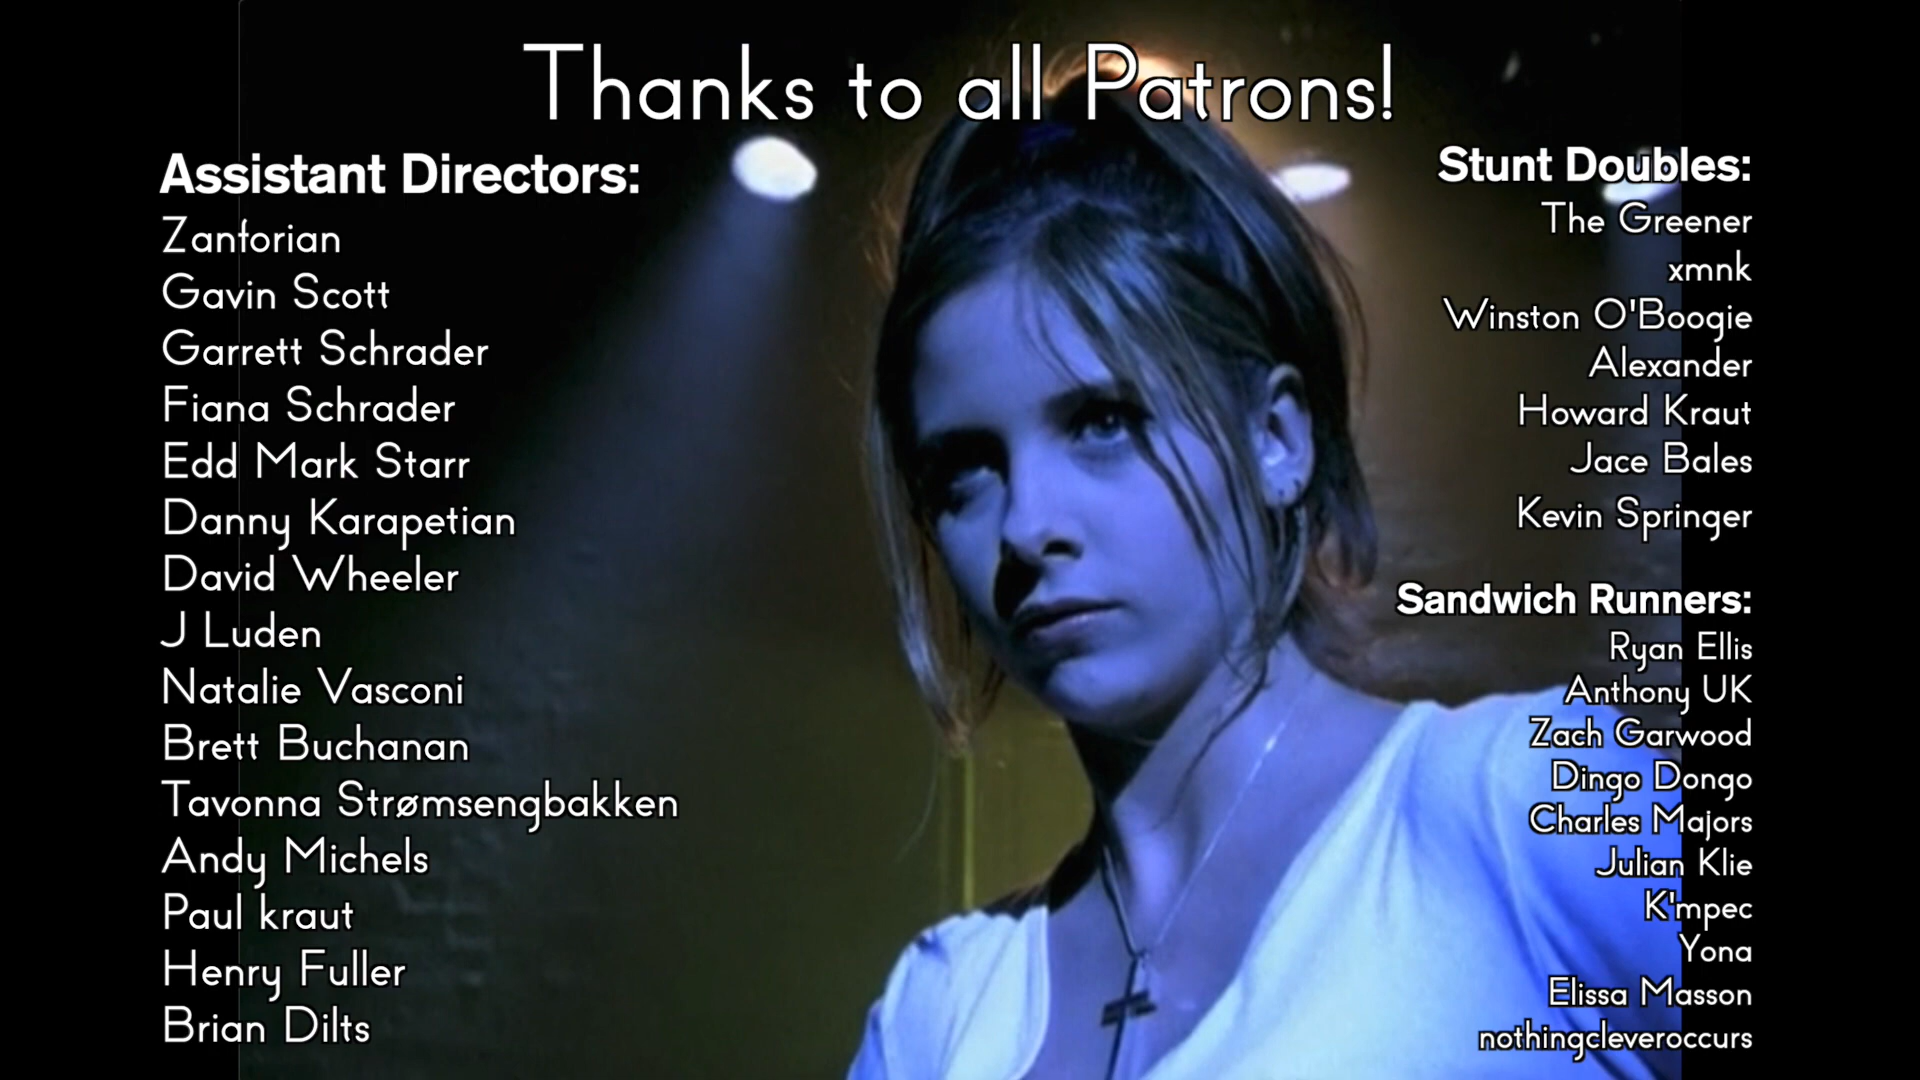 Thanks to all Patrons!
Assistant Directors:
Zanforian
Gavin Scott
Garrett Schrader
Fiana Schrader
Edd Mark Starr
Danny Karapetian
David Wheeler
J Luden
Natalie Vasconi
Brett Buchanan
Tavonna Strømsengbakken
Andy Michels
Paul kraut
Henry Fuller
Brian Dilts
Stunt Doubles:
The Greener
xmnk
Winston O'Boogie
Alexander
Howard Kraut
Jace Bales
Kevin Springer
Sandwich Runners:
Ryan Ellis
Anthony UK
Zach Garwood
Dingo Dongo
Charles Majors
Julian Klie
K'mpec
Yona
Elissa Masson
nothingcleveroccurs